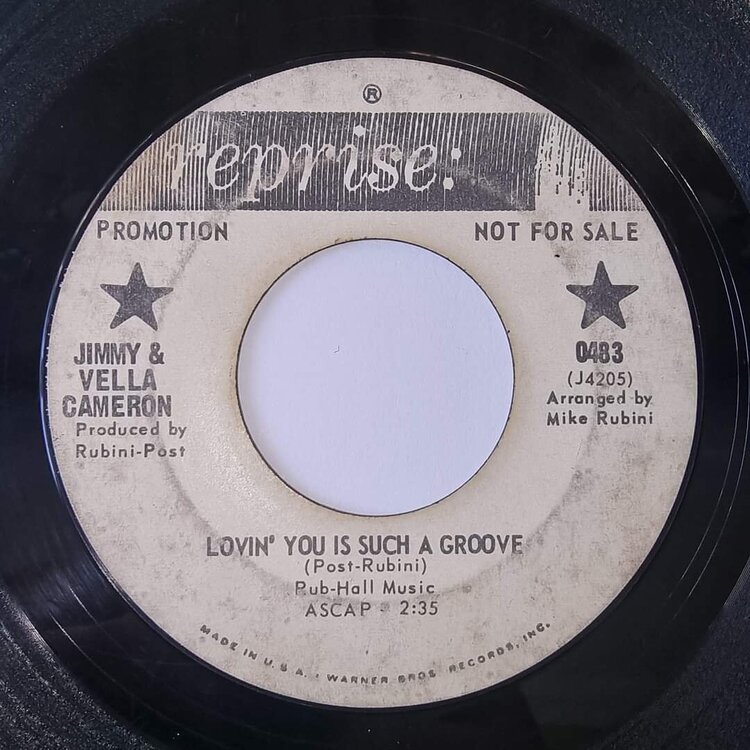 ®
reprise:
PROMOTION
NOT FOR SALE
JIMMY &
VELLA
CAMERON
Produced by
Rubini-Post
0483
(J4205)
Arranged by
Mike Rubini
LOVIN' YOU IS SUCH A GROOVE
(Post-Rubini)
Pub-Hall Music
ASCAP - 2:35
MADE IN U.S.A. · WARNER BROS. RECORDS, INC.